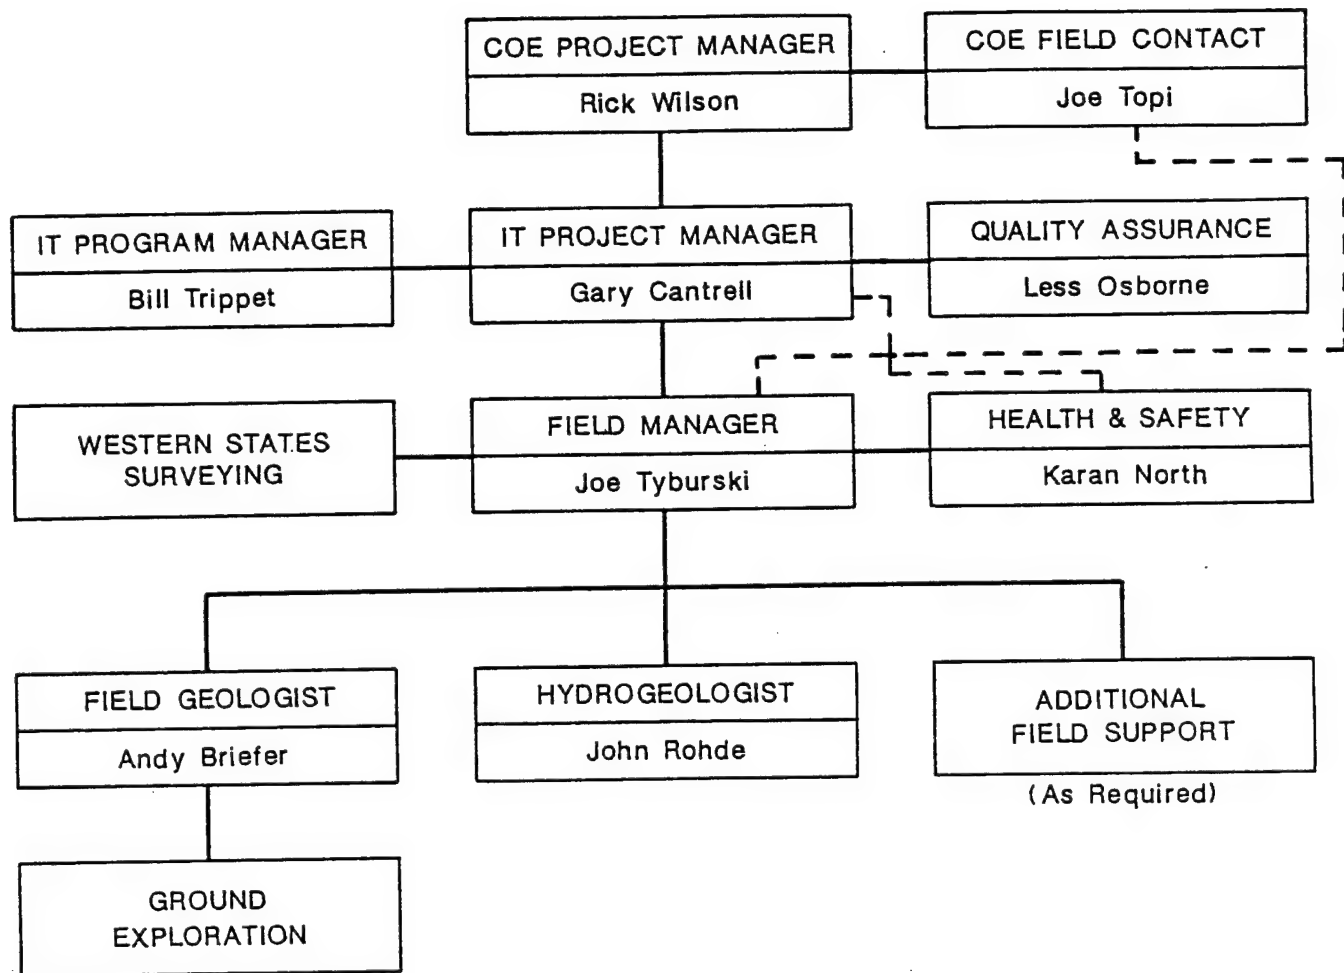 COE PROJECT MANAGER
Rick Wilson
COE FIELD CONTACT
Joe Topi
IT PROGRAM MANAGER
Bill Trippet
IT PROJECT MANAGER
Gary Cantrell
QUALITY ASSURANCE
Less Osborne
WESTERN STATES
SURVEYING
FIELD MANAGER
Joe Tyburski
HEALTH & SAFETY
Karan North
FIELD GEOLOGIST
Andy Briefer
HYDROGEOLOGIST
John Rohde
ADDITIONAL
FIELD SUPPORT
(As Required)
GROUND
EXPLORATION